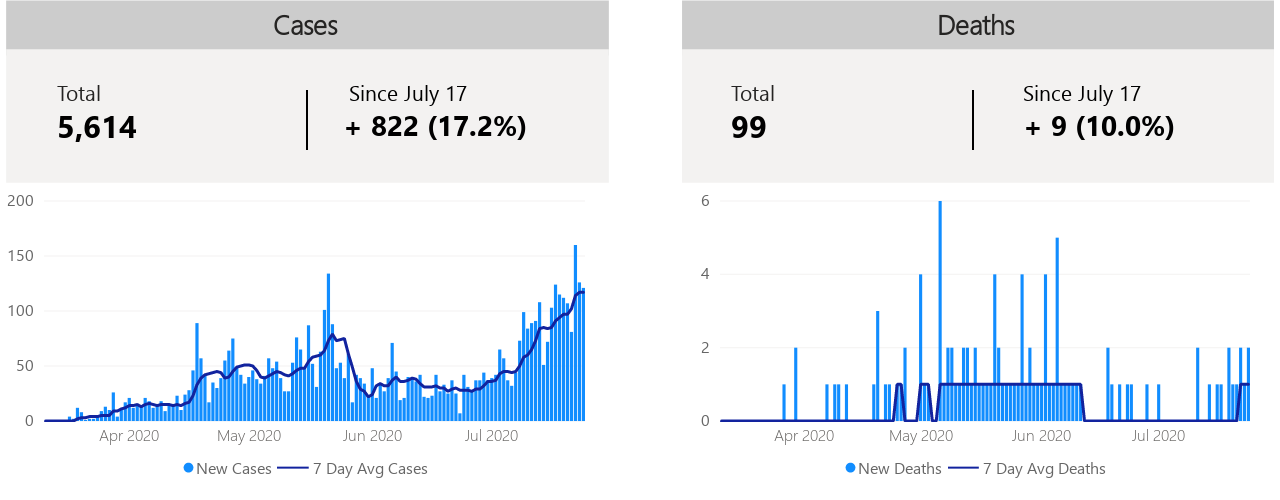 Cases
Total
Since July 17
5,614
+ 822 (17.2%)
200
150
100
50
0
Apr 2020 May 2020 Jun 2020 Jul 2020
New Cases 7 Day Avg Cases
Deaths
Total
Since July 17
99
+ 9 (10.0%)
6
4
2
0
Apr 2020 May 2020 Jun 2020 Jul 2020
New Deaths 7 Day Avg Deaths